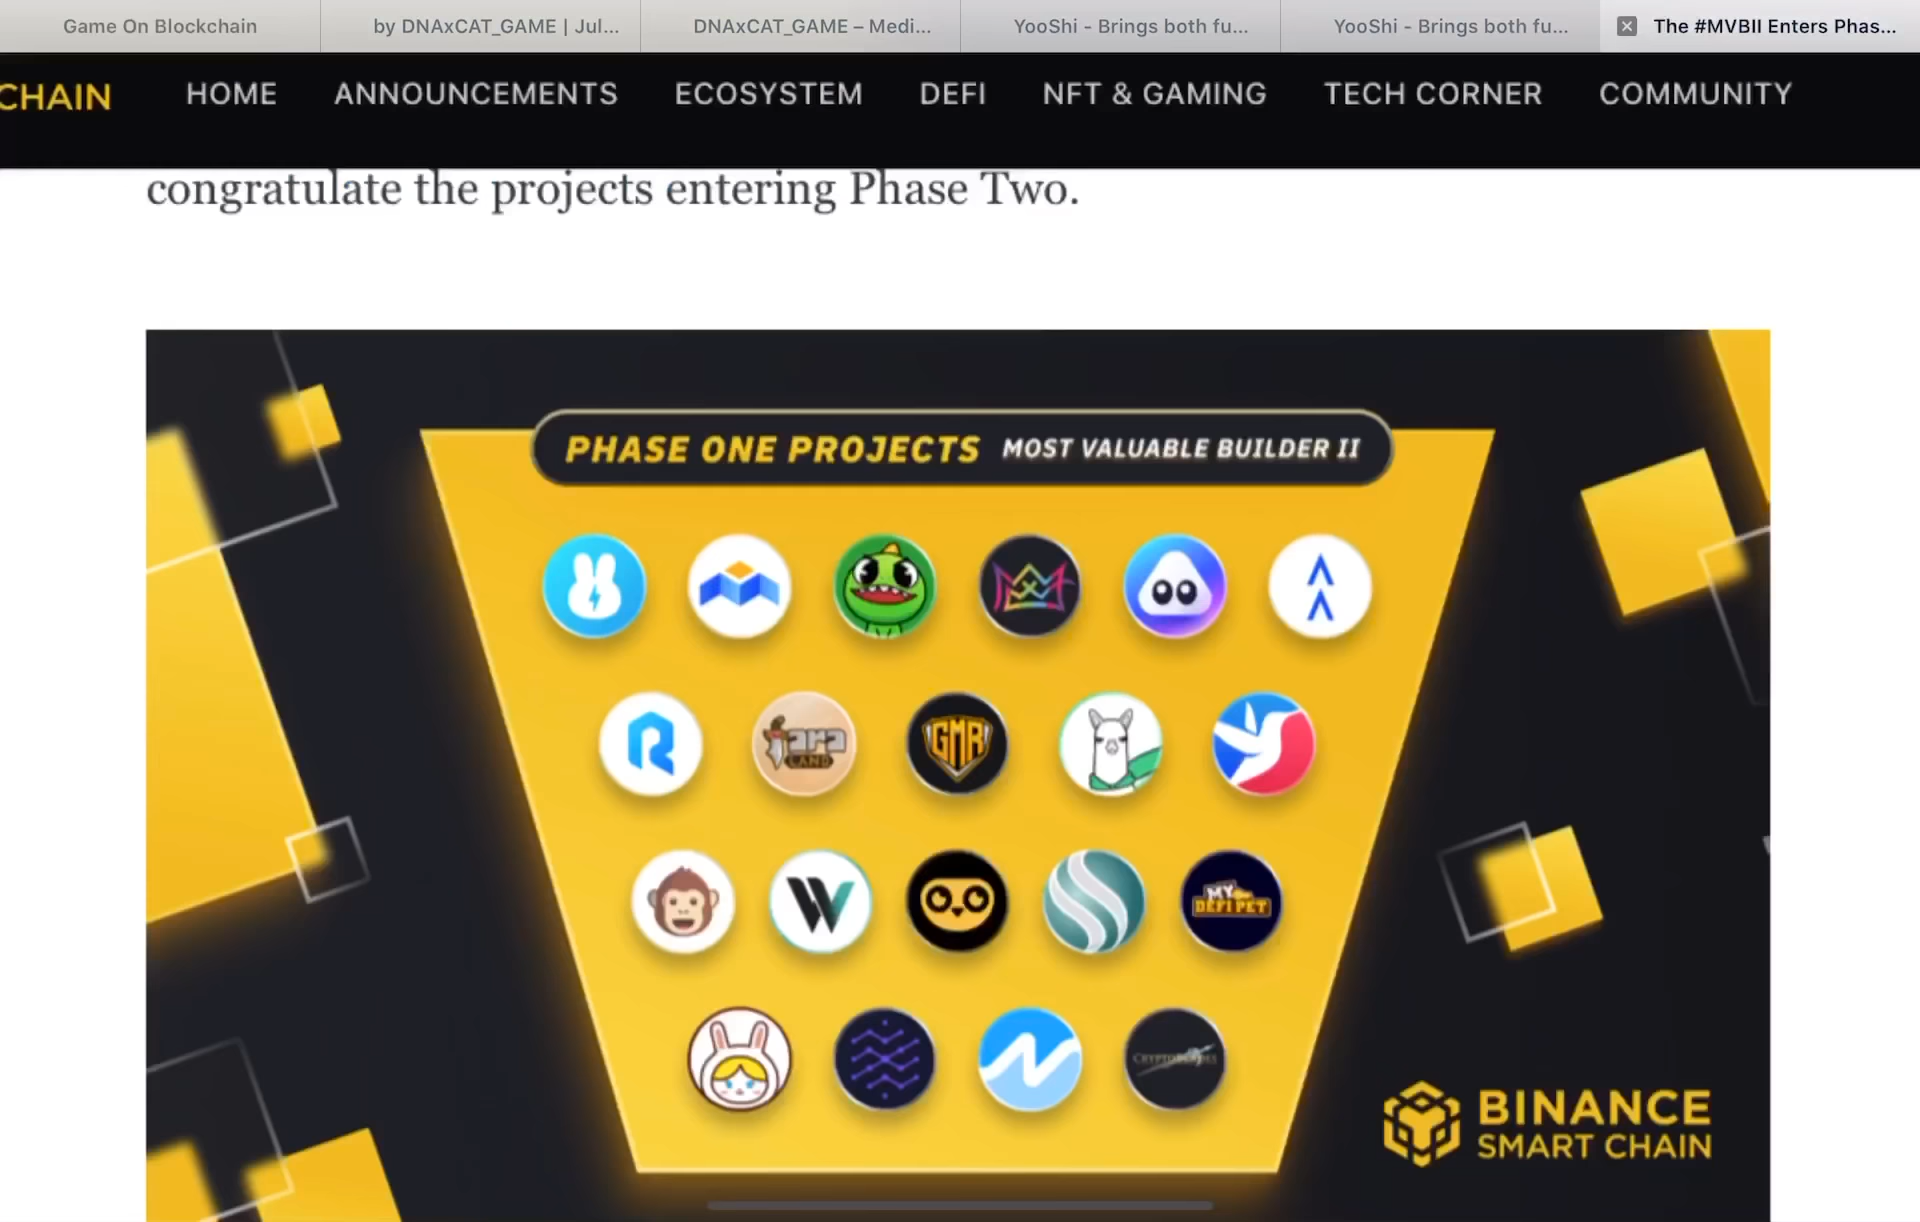 Game On Blockchain
by DNAxCAT_GAME | Jul...
DNAxCAT_GAME – Medi...
YooShi - Brings both fu...
YooShi - Brings both fu...
The #MVBII Enters Phas...
CHAIN HOME ANNOUNCEMENTS ECOSYSTEM DEFI NFT & GAMING TECH CORNER COMMUNITY
congratulate the projects entering Phase Two.
PHASE ONE PROJECTS MOST VALUABLE BUILDER II
GMR
MY
DEFI PET
BINANCE
SMART CHAIN